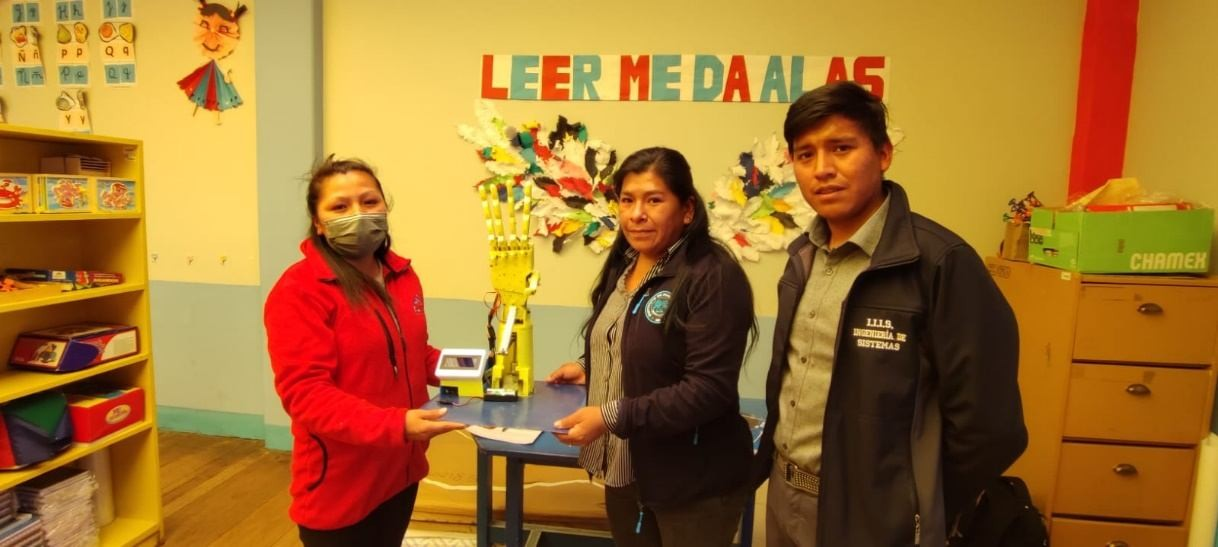 LEER ME DA ALAS
Ñ ñ
P p
Q q
CHAMEX
I.I.I.S.
INGENIERÍA DE
SISTEMAS